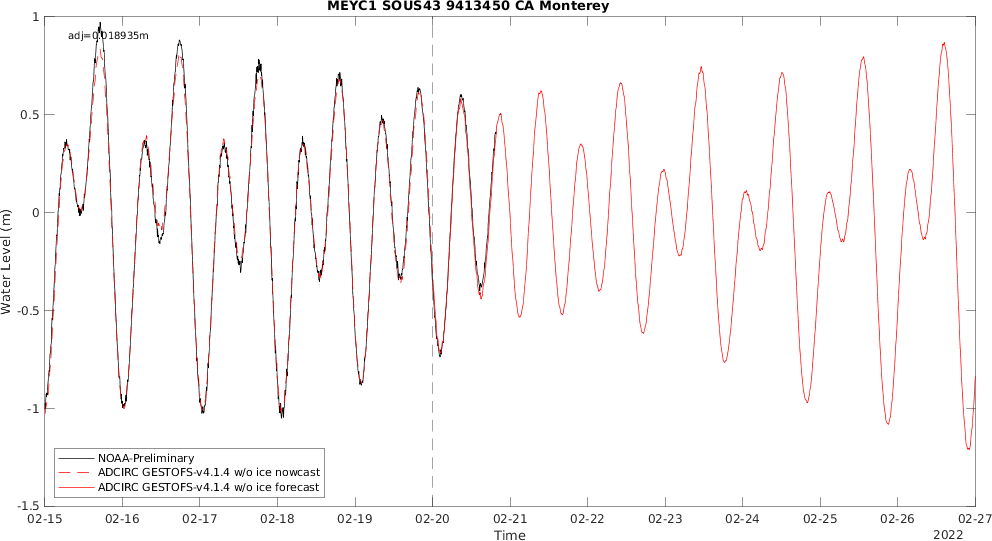 MEYC1 SOUS43 9413450 CA Monterey
adj=0.018935m
1
0.5
0
-0.5
-1
-1.5
Water Level (m)
NOAA-Preliminary
ADCIRC GESTOFS-v4.1.4 w/o ice nowcast
ADCIRC GESTOFS-v4.1.4 w/o ice forecast
02-15 02-16 02-17 02-18 02-19 02-20 02-21 02-22 02-23 02-24 02-25 02-26 02-27
Time
2022